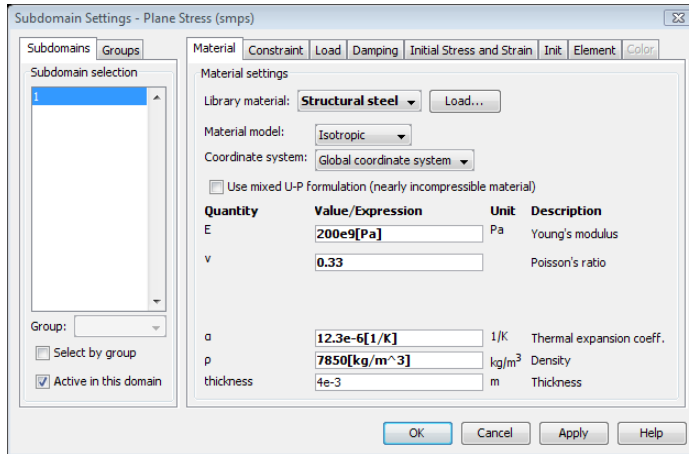 Subdomain Settings - Plane Stress (smps)
Subdomains Groups
Subdomain selection
1
Group:
Select by group
Active in this domain
Material Constraint Load Damping Initial Stress and Strain Init Element Color
Material settings
Library material: Structural steel Load...
Material model: Isotropic
Coordinate system: Global coordinate system
Use mixed U-P formulation (nearly incompressible material)
Quantity Value/Expression Unit Description
E 200e9[Pa] Pa Young's modulus
ν 0.33 Poisson's ratio
α 12.3e-6[1/K] 1/K Thermal expansion coeff.
ρ 7850[kg/m^3] kg/m³ Density
thickness 4e-3 m Thickness
OK Cancel Apply Help